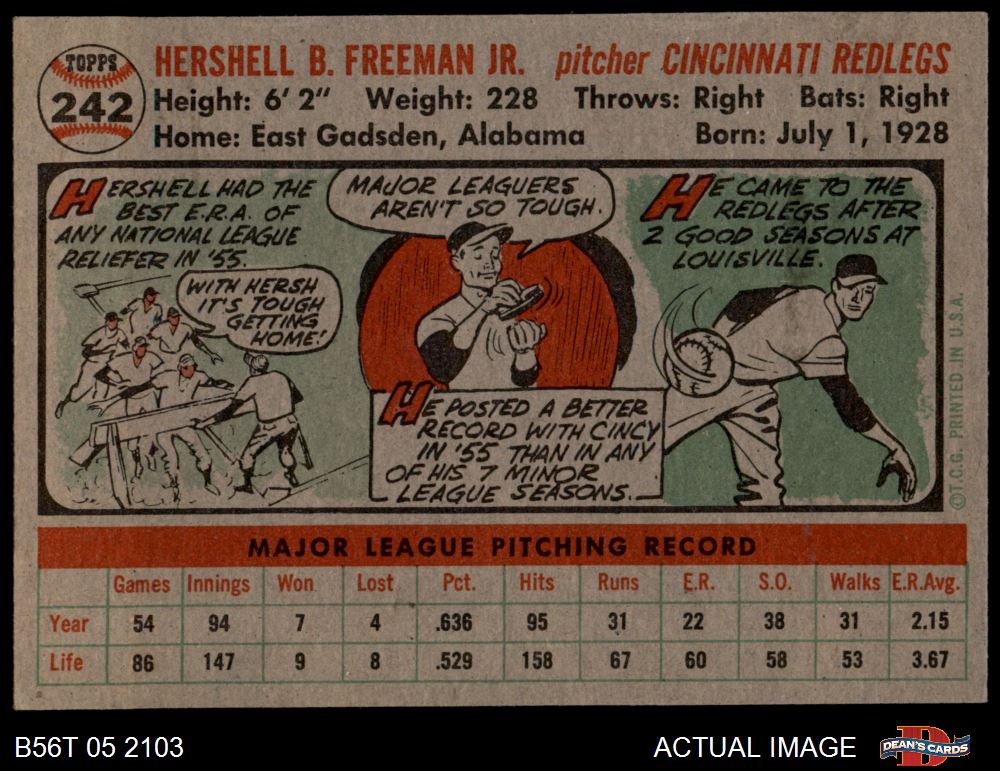 TOPPS
242
HERSHELL B. FREEMAN JR. pitcher CINCINNATI REDLEGS
Height: 6' 2" Weight: 228 Throws: Right Bats: Right
Home: East Gadsden, Alabama Born: July 1, 1928
HERSHELL HAD THE
BEST E.R.A. OF
ANY NATIONAL LEAGUE
RELIEFER IN '55.
WITH HERSH
IT'S TOUGH
GETTING
HOME!
MAJOR LEAGUERS
AREN'T SO TOUGH.
HE POSTED A BETTER
RECORD WITH CINCY
IN '55 THAN IN ANY
OF HIS 7 MINOR
LEAGUE SEASONS.
HE CAME TO THE
REDLEGS AFTER
2 GOOD SEASONS AT
LOUISVILLE.
©T.C.G. PRINTED IN U.S.A.
MAJOR LEAGUE PITCHING RECORD
Games Innings Won Lost Pct. Hits Runs E.R. S.O. Walks E.R.Avg.
Year 54 94 7 4 .636 95 31 22 38 31 2.15
Life 86 147 9 8 .529 158 67 60 58 53 3.67
B56T 05 2103
ACTUAL IMAGE
DEAN'S CARDS